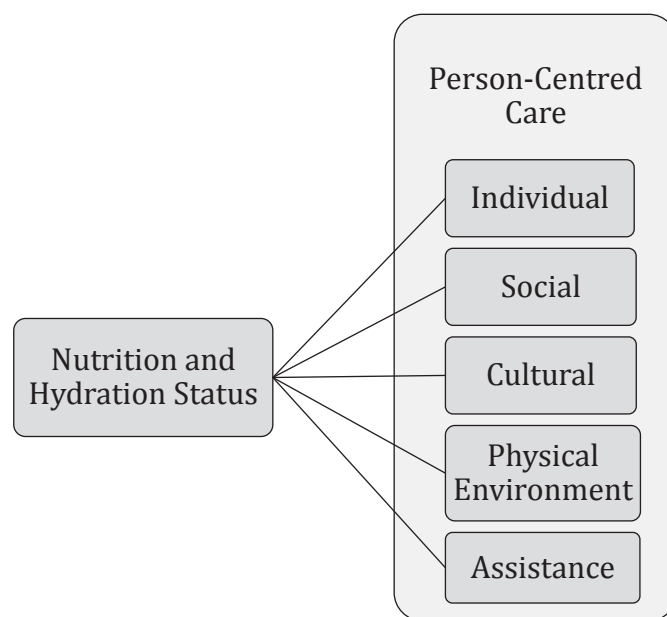 Person-Centred
Care
Individual
Social
Nutrition and
Hydration Status
Cultural
Physical
Environment
Assistance